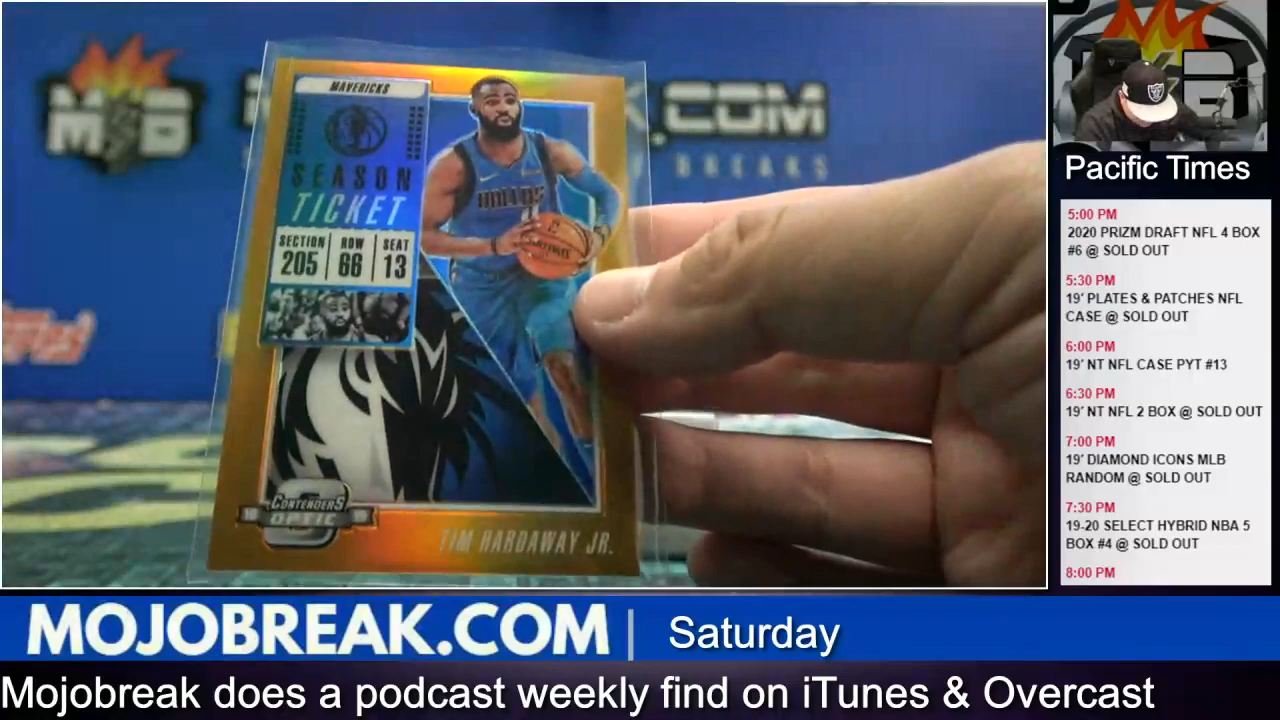 MAVERICKS
SEASON
TICKET
SECTION ROW SEAT
205 66 13
DALLAS
CONTENDERS
OPTIC
TIM HARDAWAY JR.
.COM
BREAKS
Topps
Pacific Times
5:00 PM
2020 PRIZM DRAFT NFL 4 BOX
#6 @ SOLD OUT
5:30 PM
19' PLATES & PATCHES NFL
CASE @ SOLD OUT
6:00 PM
19' NT NFL CASE PYT #13
6:30 PM
19' NT NFL 2 BOX @ SOLD OUT
7:00 PM
19' DIAMOND ICONS MLB
RANDOM @ SOLD OUT
7:30 PM
19-20 SELECT HYBRID NBA 5
BOX #4 @ SOLD OUT
8:00 PM
MOJOBREAK.COM | Saturday
Mojobreak does a podcast weekly find on iTunes & Overcast